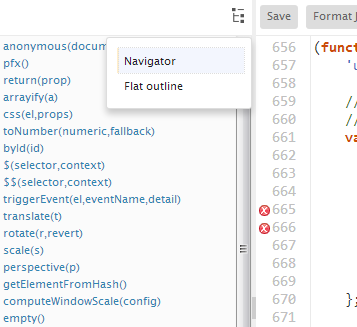 Save
Format J
anonymous(docum
pfx()
return(prop)
arrayify(a)
css(el,props)
toNumber(numeric,fallback)
byId(id)
$(selector,context)
$$(selector,context)
triggerEvent(el,eventName,detail)
translate(t)
rotate(r,revert)
scale(s)
perspective(p)
getElementFromHash()
computeWindowScale(config)
empty()
Navigator
Flat outline
656 (funct
657 'u
658
659 //
660 //
661 va
662
663
664
665
666
667
668
669
670 };
671